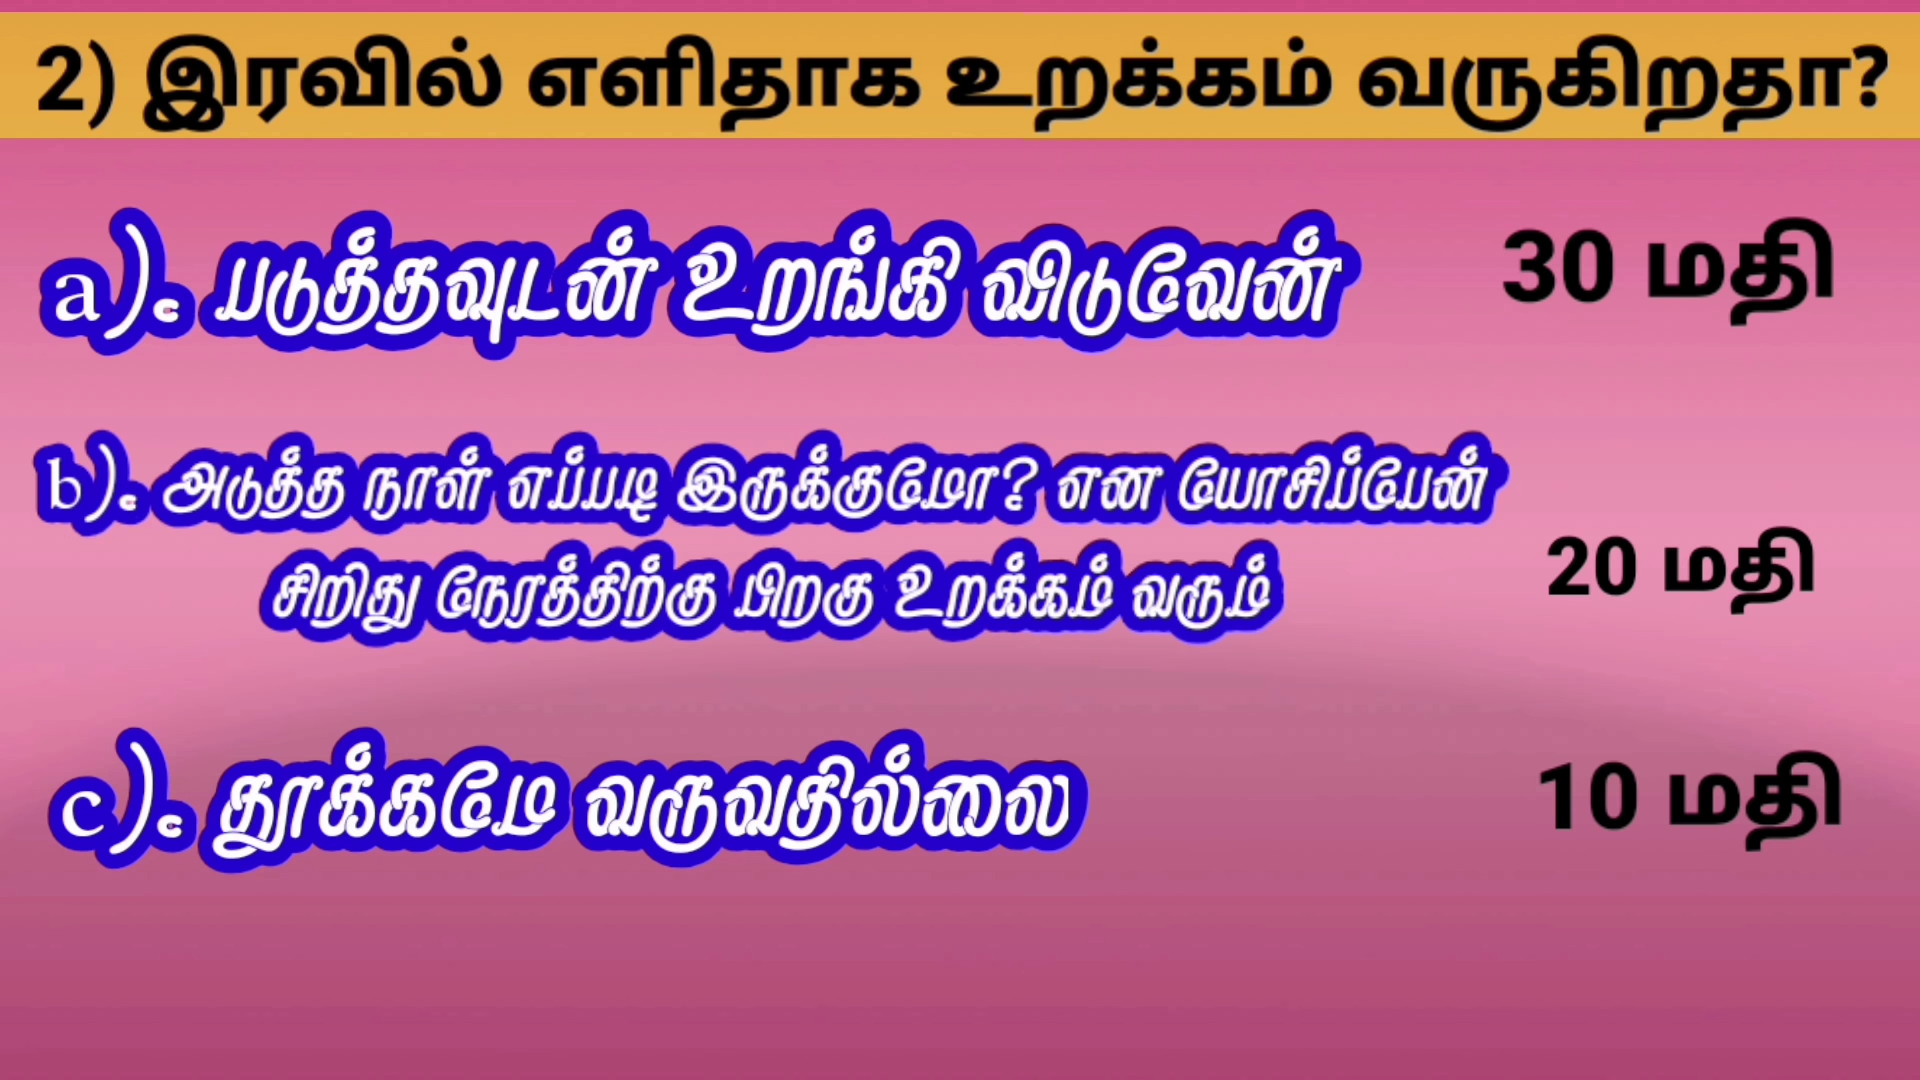 2) இரவில் எளிதாக உறக்கம் வருகிறதா?
a). படுத்தவுடன் உறங்கி விடுவேன் 30 மதி
b). அடுத்த நாள் எப்படி இருக்குமோ? என யோசிப்பேன்
சிறிது நேரத்திற்கு பிறகு உறக்கம் வரும் 20 மதி
c). தூக்கமே வருவதில்லை 10 மதி